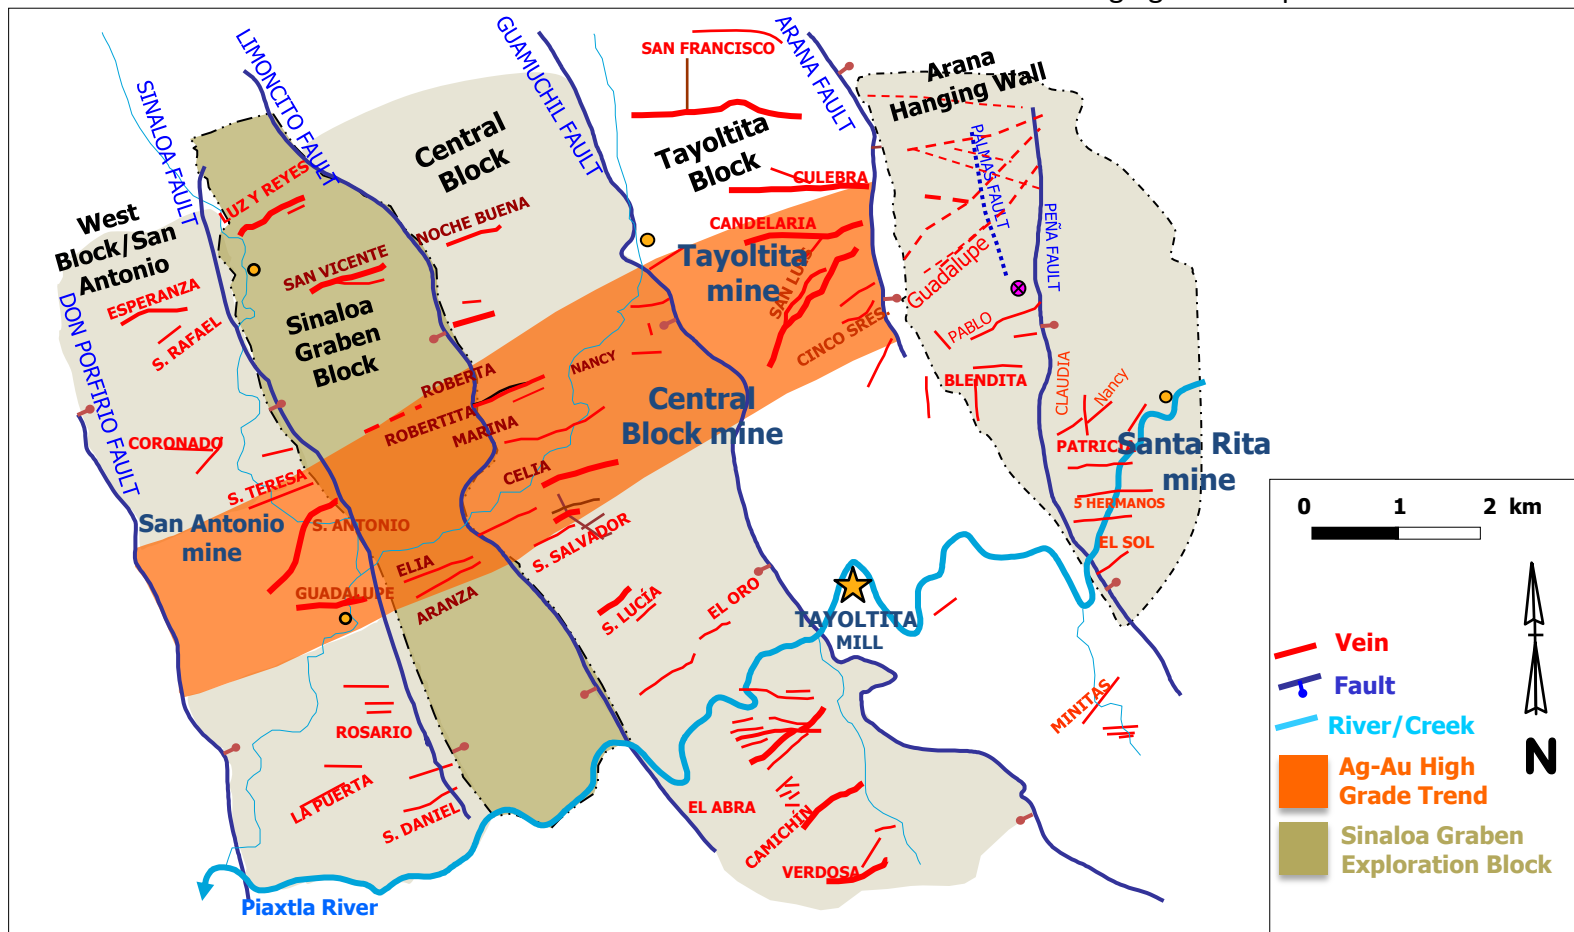 SAN FRANCISCO
ARANA FAULT
GUAMUCHIL FAULT
LIMONCITO FAULT
SINALOA FAULT
Arana
Hanging Wall
Central
Block
Tayoltita
Block
PALMAS FAULT
PEÑA FAULT
CULEBRA
LUZ Y REYES
NOCHE BUENA
CANDELARIA
West
Block/San
Antonio
SAN VICENTE
Tayoltita
mine
SAN LUIS
Guadalupe
ESPERANZA
S. RAFAEL
DON PORFIRIO FAULT
Sinaloa
Graben
Block
CINCO SRES.
PABLO
NANCY
ROBERTA
BLENDITA
CLAUDIA
Nancy
ROBERTITA
MARINA
Central
Block mine
CORONADO
PATRICIA
Santa Rita
mine
CELIA
S. TERESA
5 HERMANOS
San Antonio
mine
S. ANTONIO
S. SALVADOR
EL SOL
ELIA
GUADALUPE
ARANZA
S. LUCÍA
EL ORO
TAYOLTITA
MILL
ROSARIO
MINITAS
LA PUERTA
S. DANIEL
EL ABRA
CAMICHÍN
VERDOSA
Piaxtla River
0 1 2 km
Vein
Fault
River/Creek
N
Ag-Au High
Grade Trend
Sinaloa Graben
Exploration Block